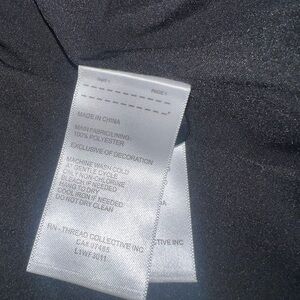 MADE IN CHINA
MAIN FABRIC/LINING-
100% POLYESTER
EXCLUSIVE OF DECORATION
MACHINE WASH COLD
AT GENTLE CYCLE
ONLY NON-CHLORINE
BLEACH IF NEEDED
HANG TO DRY
COOL IRON IF NEEDED
DO NOT DRY CLEAN
RN - THREAD COLLECTIVE INC
CA#
CTIVE INC